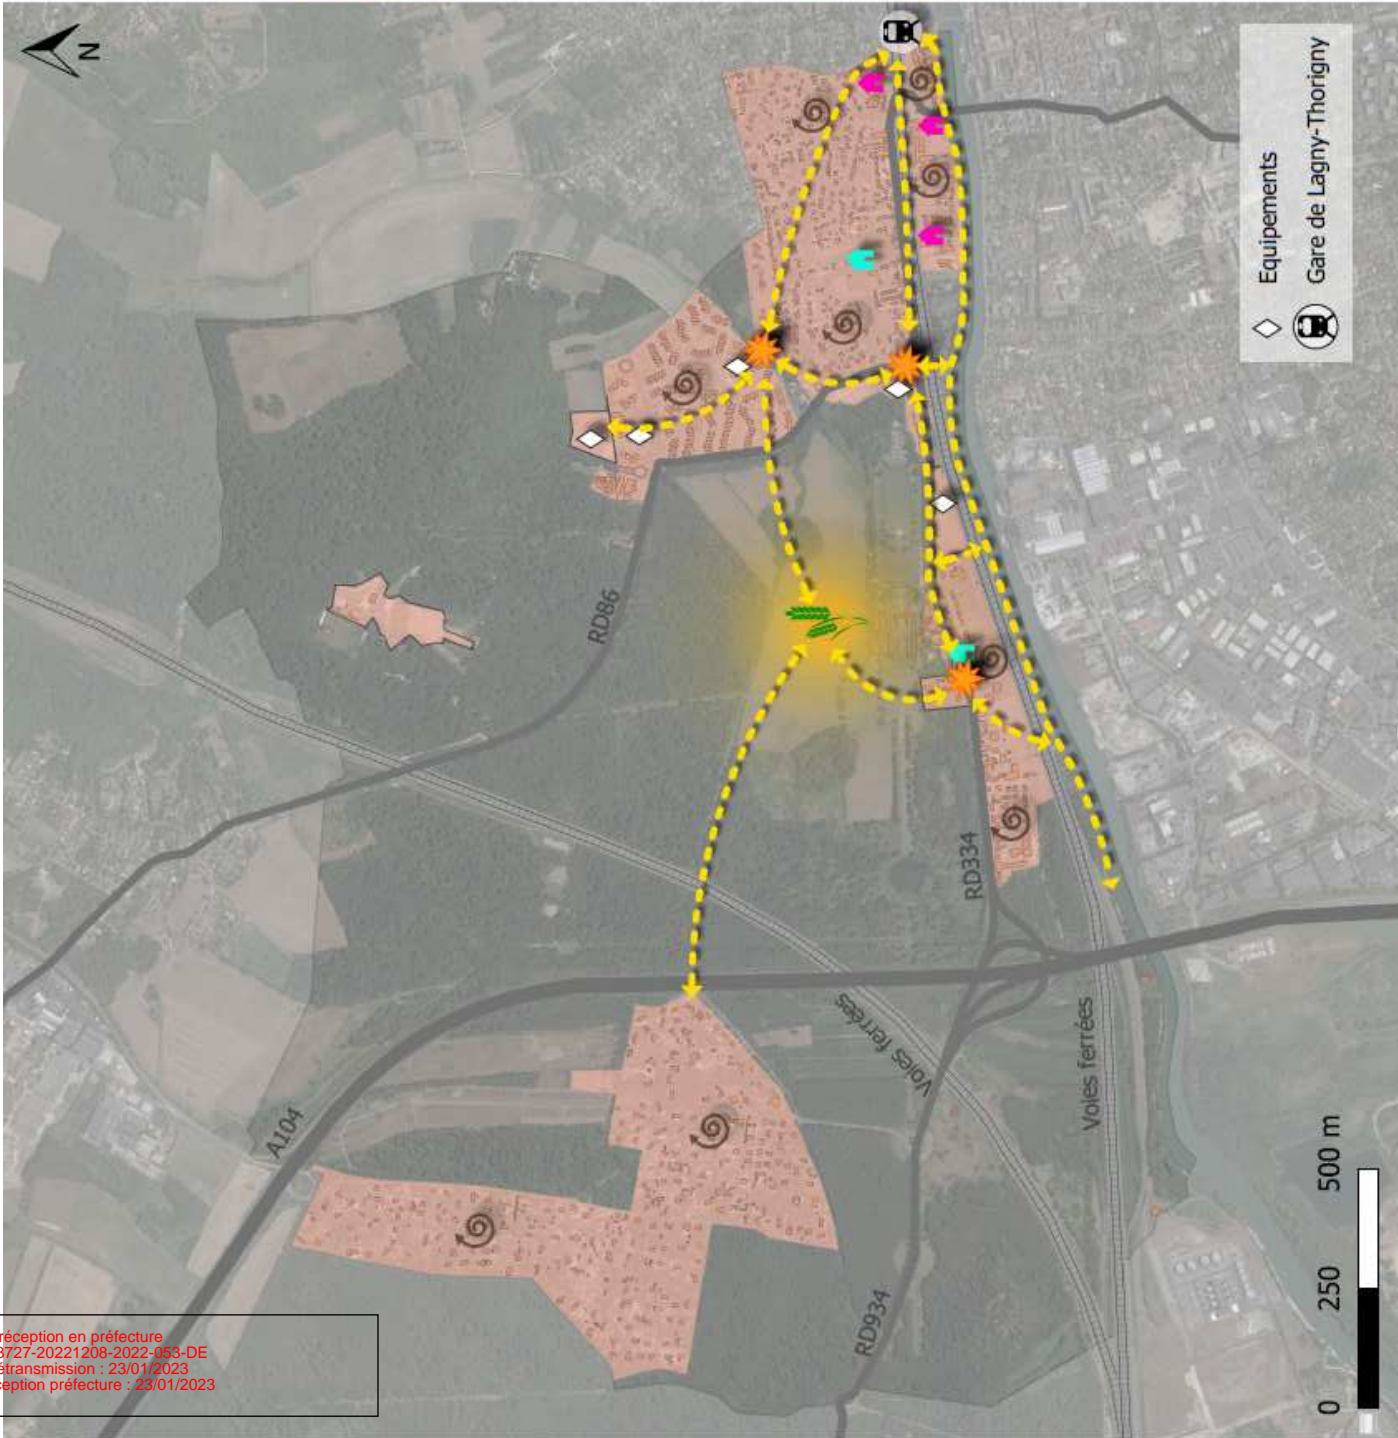 N
Equipements
Gare de Lagny-Thorigny
RD86
RD334
A104
Voies ferrées
Voies ferrées
RD934
0 250 500 m
réception en préfecture
8727-20221208-2022-053-DE
étransmission : 23/01/2023
ception préfecture : 23/01/2023